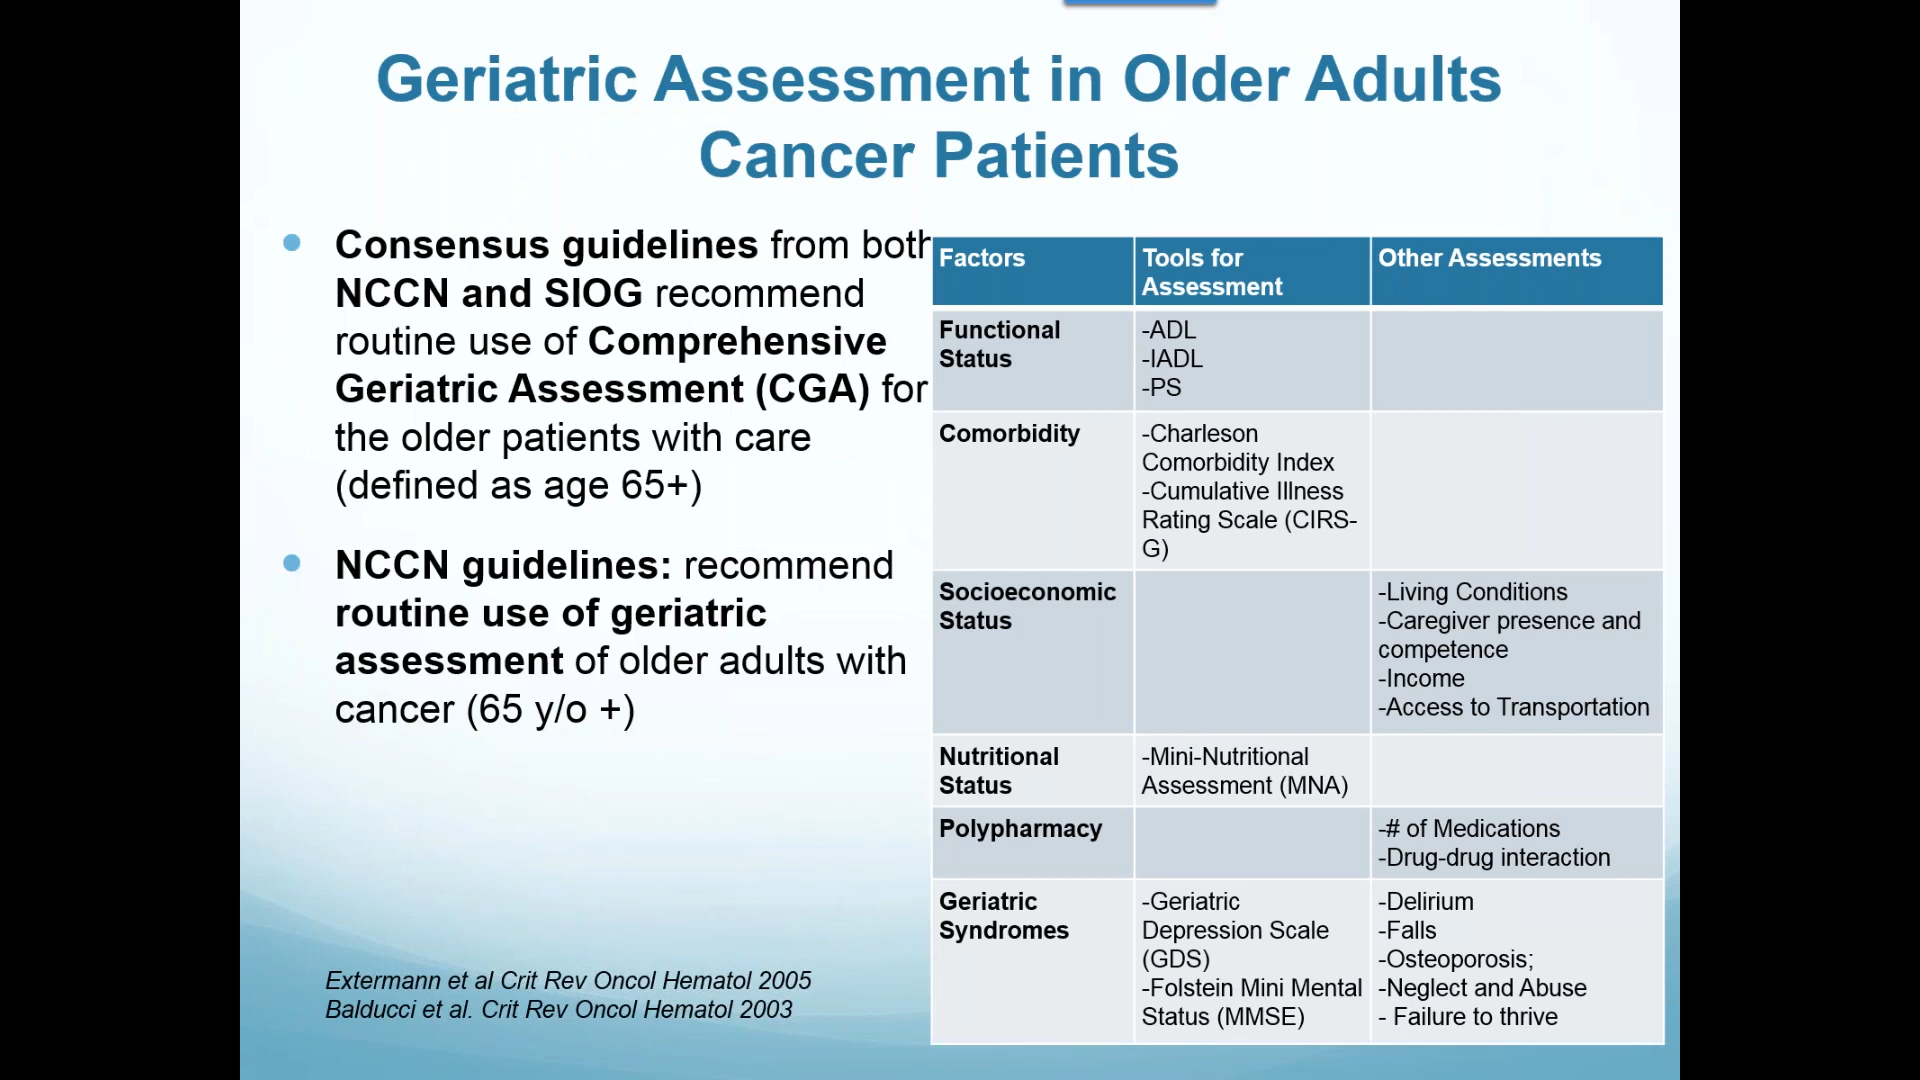 Geriatric Assessment in Older Adults
Cancer Patients
Consensus guidelines from both
NCCN and SIOG recommend
routine use of Comprehensive
Geriatric Assessment (CGA) for
the older patients with care
(defined as age 65+)
NCCN guidelines: recommend
routine use of geriatric
assessment of older adults with
cancer (65 y/o +)
Extermann et al Crit Rev Oncol Hematol 2005
Balducci et al. Crit Rev Oncol Hematol 2003
Factors
Tools for
Assessment
Other Assessments
Functional
Status
-ADL
-IADL
-PS
Comorbidity
-Charleson
Comorbidity Index
-Cumulative Illness
Rating Scale (CIRS-
G)
Socioeconomic
Status
-Living Conditions
-Caregiver presence and
competence
-Income
-Access to Transportation
Nutritional
Status
-Mini-Nutritional
Assessment (MNA)
Polypharmacy
-# of Medications
-Drug-drug interaction
Geriatric
Syndromes
-Geriatric
Depression Scale
(GDS)
-Folstein Mini Mental
Status (MMSE)
-Delirium
-Falls
-Osteoporosis;
-Neglect and Abuse
- Failure to thrive